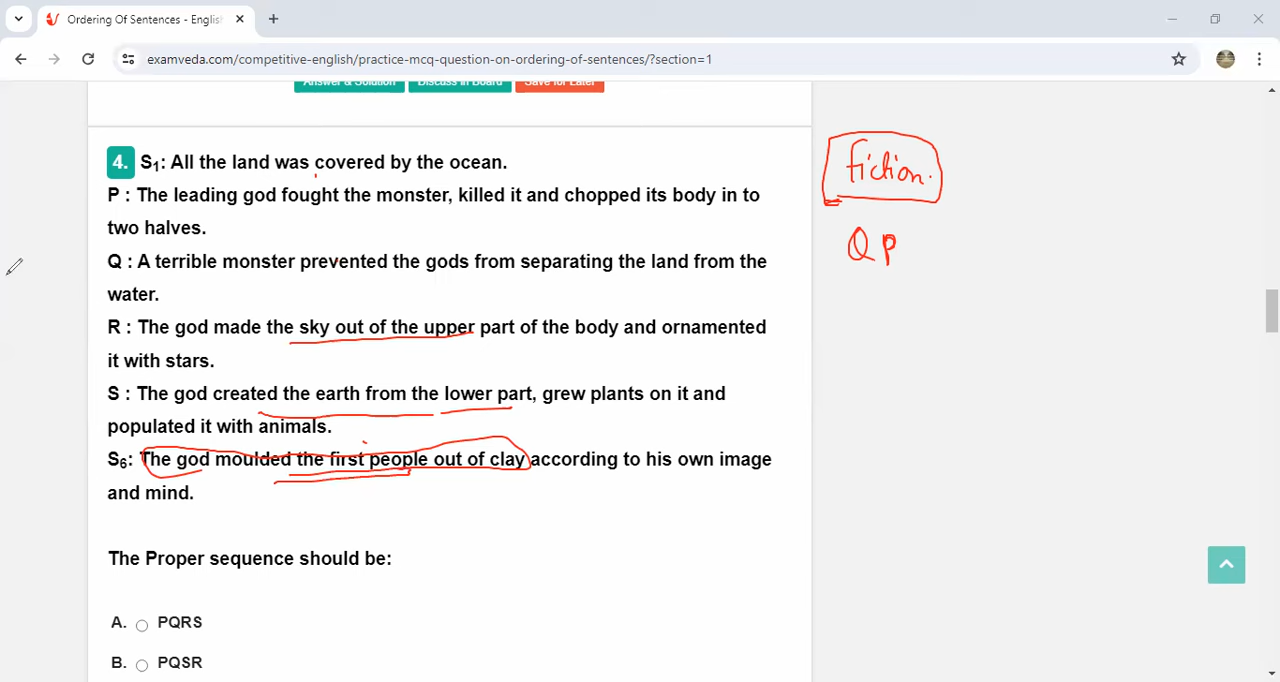 Ordering Of Sentences - Englis
examveda.com/competitive-english/practice-mcq-question-on-ordering-of-sentences/?section=1
Answer & Solution Discuss in Board Save for Later
4. S1: All the land was covered by the ocean.
P : The leading god fought the monster, killed it and chopped its body in to
two halves.
Q : A terrible monster prevented the gods from separating the land from the
water.
R : The god made the sky out of the upper part of the body and ornamented
it with stars.
S : The god created the earth from the lower part, grew plants on it and
populated it with animals.
S6: The god moulded the first people out of clay according to his own image
and mind.
The Proper sequence should be:
A. PQRS
B. PQSR
fiction.
Q P